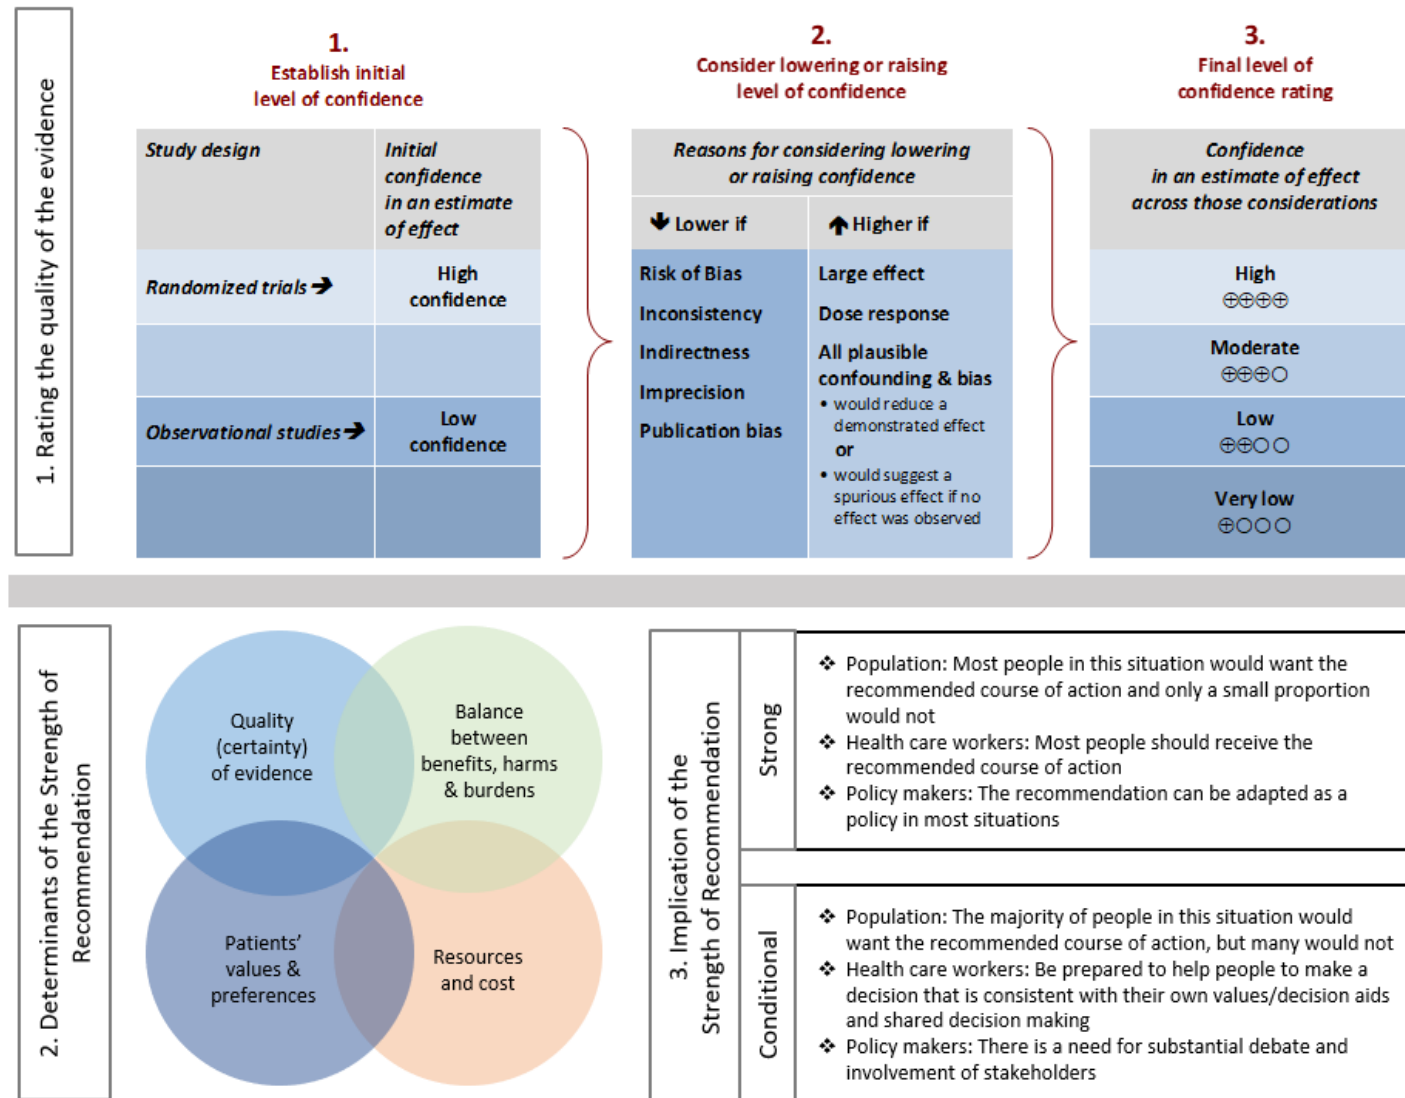 1. Rating the quality of the evidence
1.
Establish initial
level of confidence
Study design
Initial
confidence
in an estimate
of effect
Randomized trials ➔
High
confidence
Observational studies ➔
Low
confidence
2.
Consider lowering or raising
level of confidence
Reasons for considering lowering
or raising confidence
🡻 Lower if
🡹 Higher if
Risk of Bias
Inconsistency
Indirectness
Imprecision
Publication bias
Large effect
Dose response
All plausible
confounding & bias
• would reduce a
demonstrated effect
or
• would suggest a
spurious effect if no
effect was observed
3.
Final level of
confidence rating
Confidence
in an estimate of effect
across those considerations
High
⊕⊕⊕⊕
Moderate
⊕⊕⊕○
Low
⊕⊕○○
Very low
⊕○○○
2. Determinants of the Strength of
Recommendation
Quality
(certainty)
of evidence
Balance
between
benefits, harms
& burdens
Patients’
values &
preferences
Resources
and cost
3. Implication of the
Strength of Recommendation
Strong
❖ Population: Most people in this situation would want the
recommended course of action and only a small proportion
would not
❖ Health care workers: Most people should receive the
recommended course of action
❖ Policy makers: The recommendation can be adapted as a
policy in most situations
Conditional
❖ Population: The majority of people in this situation would
want the recommended course of action, but many would not
❖ Health care workers: Be prepared to help people to make a
decision that is consistent with their own values/decision aids
and shared decision making
❖ Policy makers: There is a need for substantial debate and
involvement of stakeholders